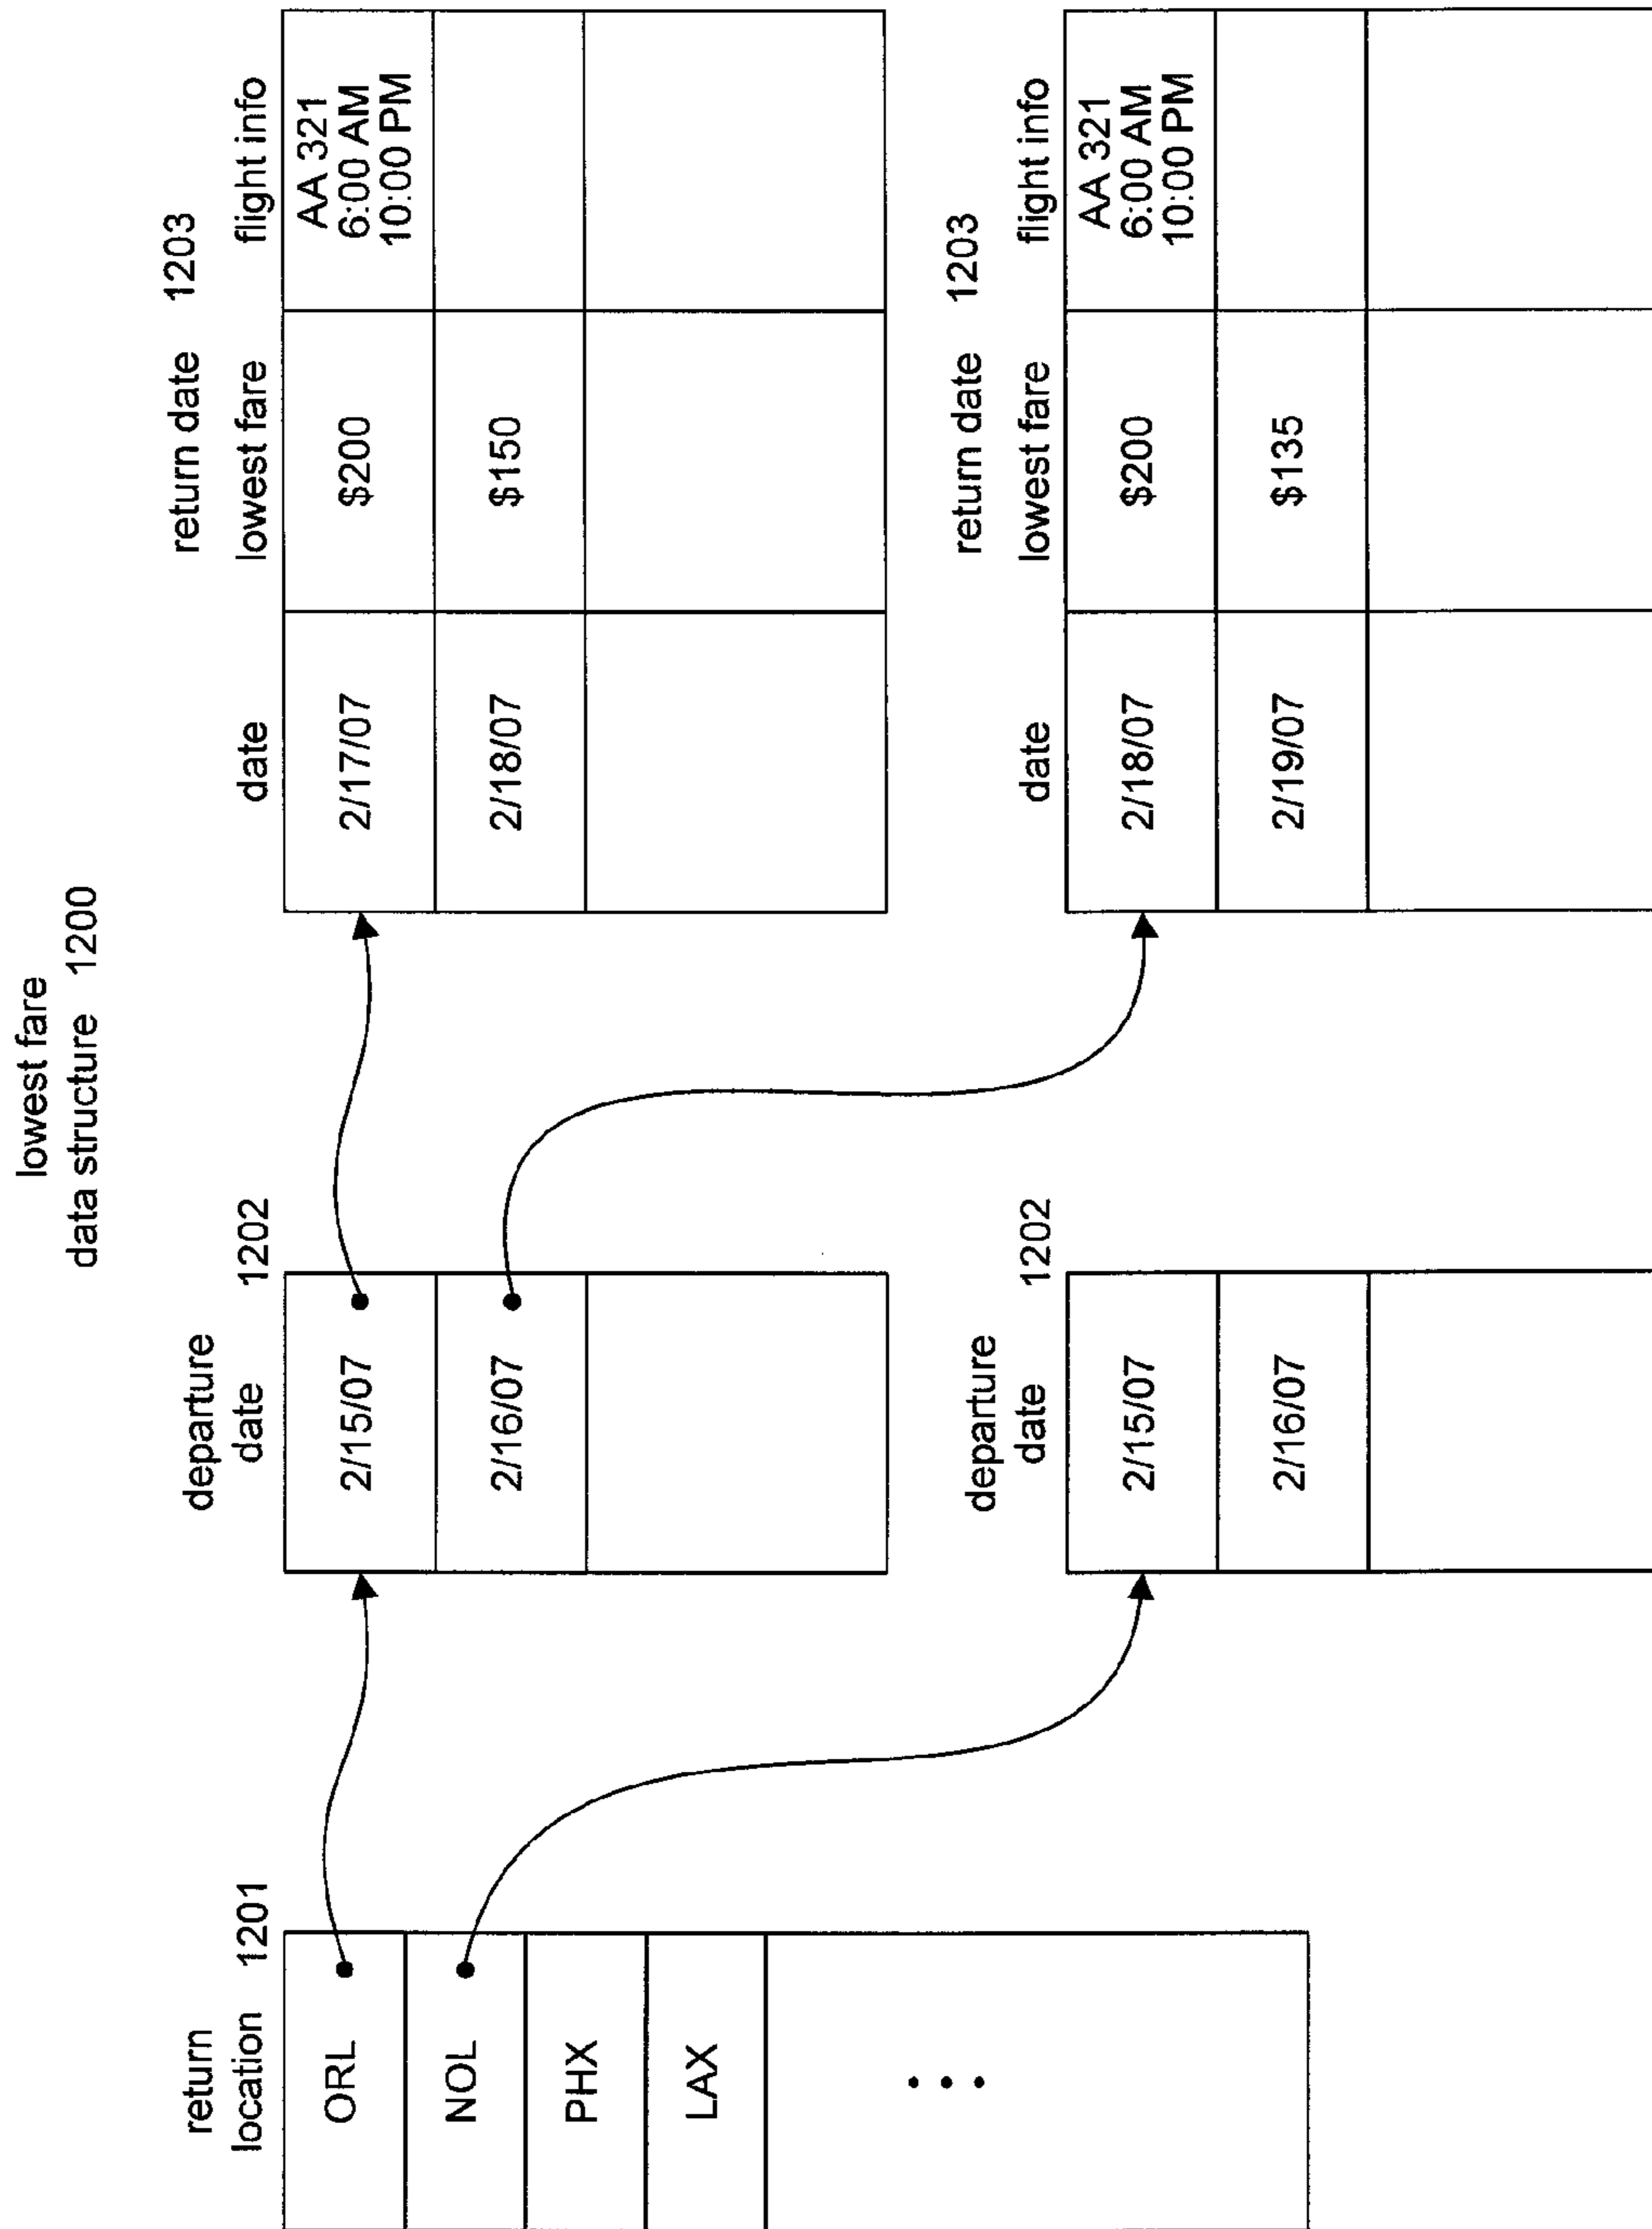 lowest fare
data structure 1200
return
location 1201
ORL
NOL
PHX
LAX
departure
date 1202
2/15/07
2/16/07
departure
date 1202
2/15/07
2/16/07
return date 1203
date lowest fare flight info
2/17/07 $200 AA 321
6:00 AM
10:00 PM
2/18/07 $150
return date 1203
date lowest fare flight info
2/18/07 $200 AA 321
6:00 AM
10:00 PM
2/19/07 $135